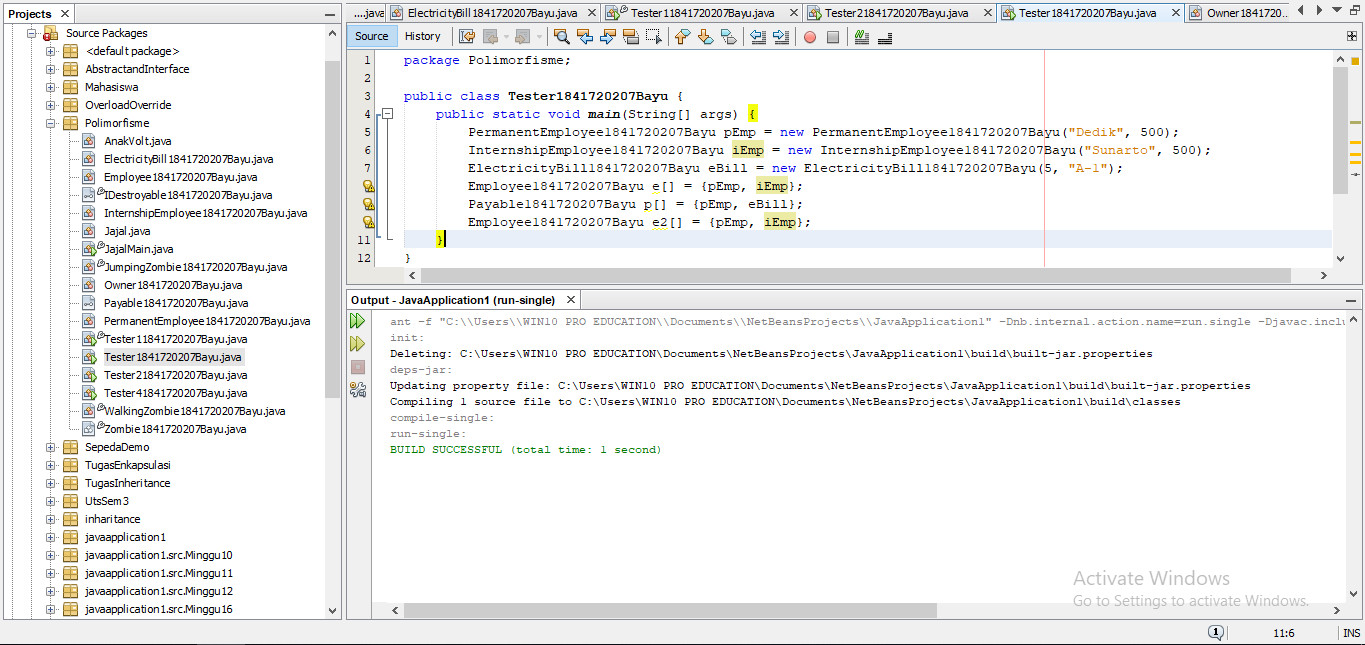 Projects
Source Packages
<default package>
AbstractandInterface
Mahasiswa
OverloadOverride
Polimorfisme
AnakVolt.java
ElectricityBill1841720207Bayu.java
Employee1841720207Bayu.java
IDestroyable1841720207Bayu.java
InternshipEmployee1841720207Bayu.java
Jajal.java
JajalMain.java
JumpingZombie1841720207Bayu.java
Owner1841720207Bayu.java
Payable1841720207Bayu.java
PermanentEmployee1841720207Bayu.java
Tester11841720207Bayu.java
Tester1841720207Bayu.java
Tester21841720207Bayu.java
Tester41841720207Bayu.java
WalkingZombie1841720207Bayu.java
Zombie1841720207Bayu.java
SepedaDemo
TugasEnkapsulasi
TugasInheritance
UtsSem3
inharitance
javaapplication1
javaapplication1.src.Minggu10
javaapplication1.src.Minggu11
javaapplication1.src.Minggu12
javaapplication1.src.Minggu16
....java ElectricityBill1841720207Bayu.java Tester11841720207Bayu.java Tester21841720207Bayu.java Tester1841720207Bayu.java Owner1841720...
Source History
1 package Polimorfisme;
2
3 public class Tester1841720207Bayu {
4 public static void main(String[] args) {
5 PermanentEmployee1841720207Bayu pEmp = new PermanentEmployee1841720207Bayu("Dedik", 500);
6 InternshipEmployee1841720207Bayu iEmp = new InternshipEmployee1841720207Bayu("Sunarto", 500);
7 ElectricityBill1841720207Bayu eBill = new ElectricityBill1841720207Bayu(5, "A-1");
Employee1841720207Bayu e[] = {pEmp, iEmp};
Payable1841720207Bayu p[] = {pEmp, eBill};
Employee1841720207Bayu e2[] = {pEmp, iEmp};
11 }
12 }
Output - JavaApplication1 (run-single)
ant -f "C:\\Users\\WIN10 PRO EDUCATION\\Documents\\NetBeansProjects\\JavaApplication1" -Dnb.internal.action.name=run.single -Djavac.inclu
init:
Deleting: C:\Users\WIN10 PRO EDUCATION\Documents\NetBeansProjects\JavaApplication1\build\built-jar.properties
deps-jar:
Updating property file: C:\Users\WIN10 PRO EDUCATION\Documents\NetBeansProjects\JavaApplication1\build\built-jar.properties
Compiling 1 source file to C:\Users\WIN10 PRO EDUCATION\Documents\NetBeansProjects\JavaApplication1\build\classes
compile-single:
run-single:
BUILD SUCCESSFUL (total time: 1 second)
Activate Windows
Go to Settings to activate Windows.
1 11:6 INS